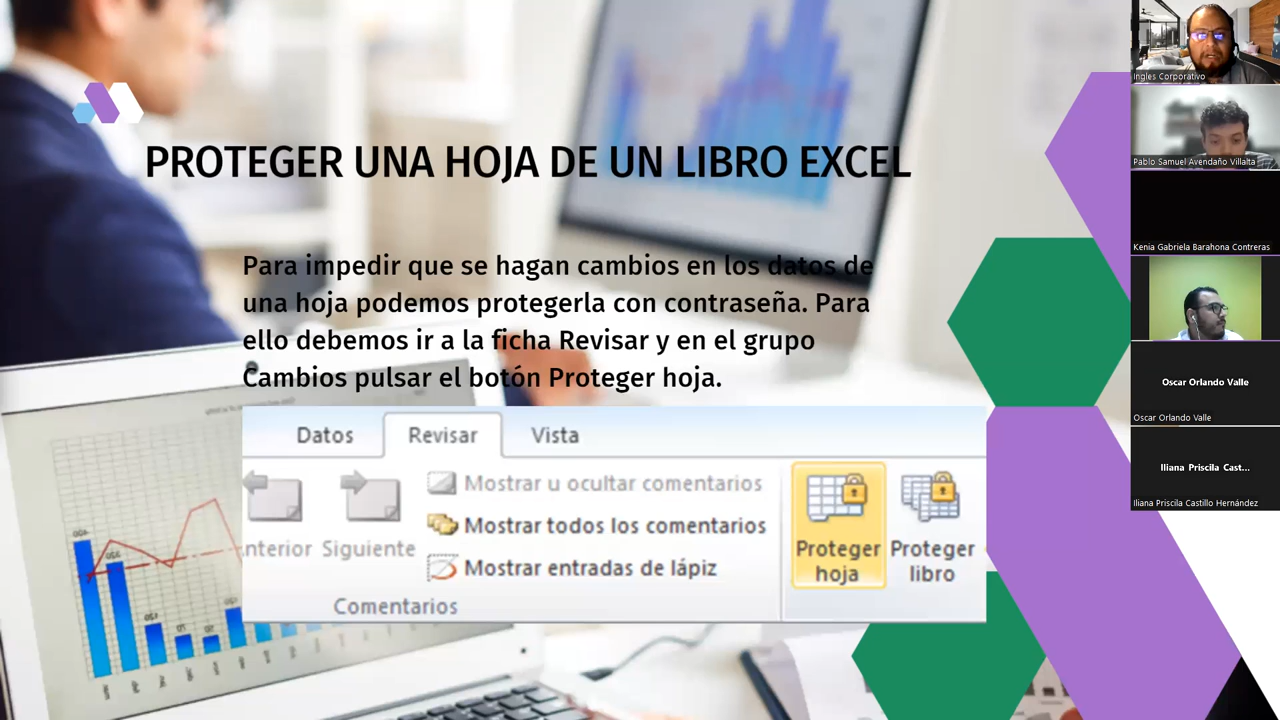 PROTEGER UNA HOJA DE UN LIBRO EXCEL
Para impedir que se hagan cambios en los datos de
una hoja podemos protegerla con contraseña. Para
ello debemos ir a la ficha Revisar y en el grupo
Cambios pulsar el botón Proteger hoja.
Datos
Revisar
Vista
nterior
Siguiente
Mostrar u ocultar comentarios
Mostrar todos los comentarios
Mostrar entradas de lápiz
Comentarios
Proteger
hoja
Proteger
libro
Ingles Corporativo
Pablo Samuel Avendaño Villalta
Kenia Gabriela Barahona Contreras
Oscar Orlando Valle
Oscar Orlando Valle
Iliana Priscila Cast...
Iliana Priscila Castillo Hernández